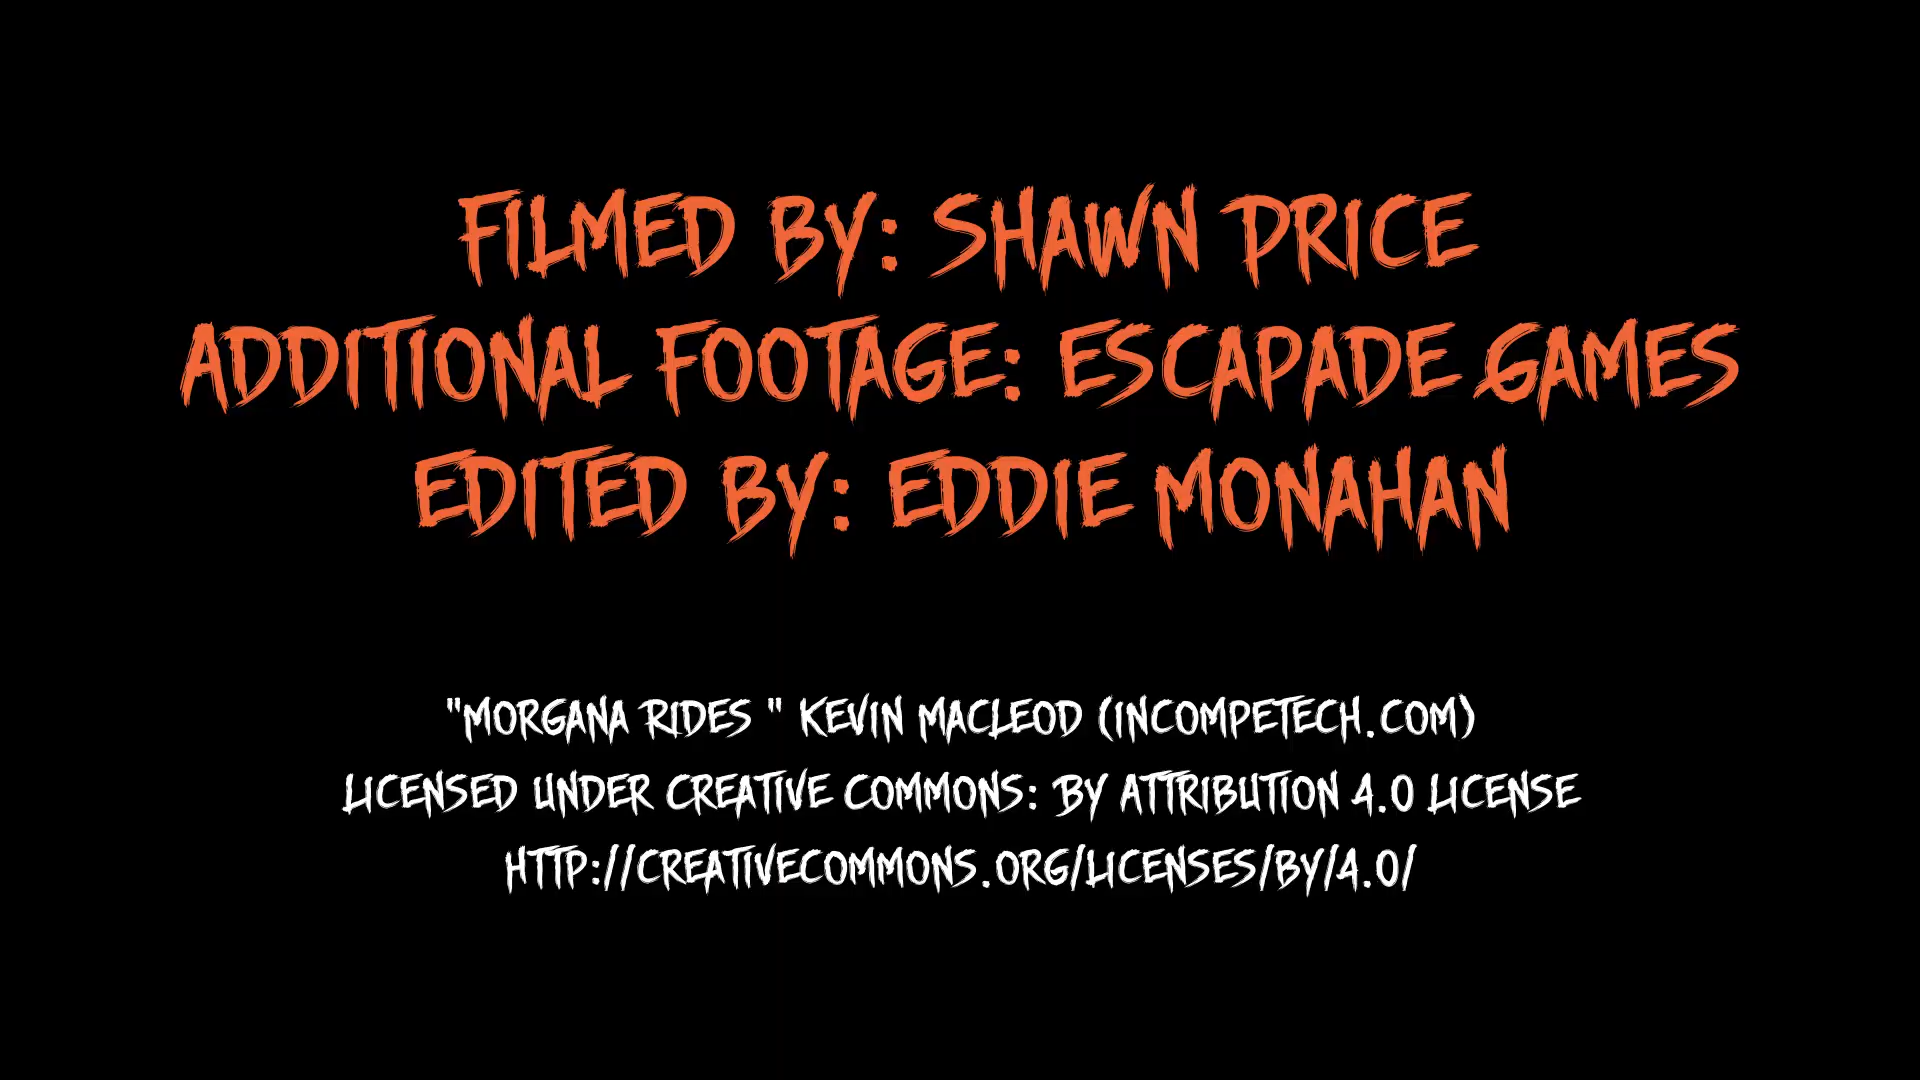 FILMED BY: SHAWN PRICE
ADDITIONAL FOOTAGE: ESCAPADE GAMES
EDITED BY: EDDIE MONAHAN
"MORGANA RIDES " KEVIN MACLEOD (INCOMPETECH.COM)
LICENSED UNDER CREATIVE COMMONS: BY ATTRIBUTION 4.0 LICENSE
HTTP://CREATIVECOMMONS.ORG/LICENSES/BY/4.0/